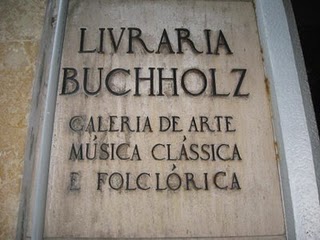 LIVRARIA
BUCHHOLZ
GALERIA DE ARTE
MÚSICA CLÁSSICA
E FOLCLÓRICA